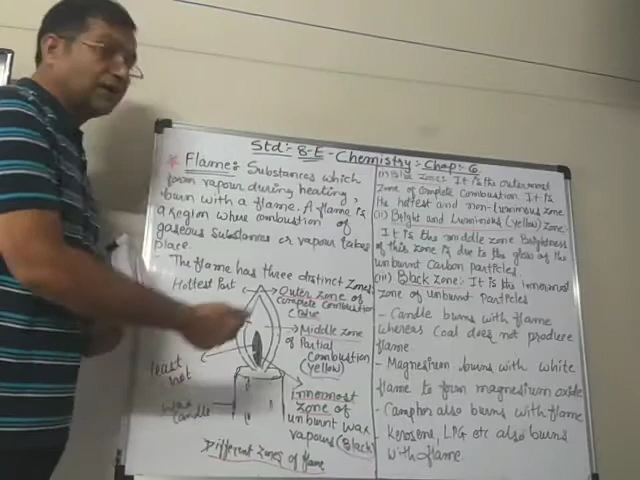 Std:- 8-E - Chemistry :- Chap:- 6
* Flame:- Substances which
form vapour during heating,
burn with a flame. A flame is
a region where combustion of
gaseous substances or vapour takes
place.
- The flame has three distinct zones
Hottest Part
Outer zone of
complete combustion
(Blue
Middle zone
of Partial
Combustion
(yellow)
least
hot
wax
candle
innermost
zone of
unburnt wax
vapours (Black)
Different zones of flame
(i) Blue zone: It is the outermost
zone of complete combustion. It is
the hottest and non-luminous zone
(ii) Bright and Luminous (yellow) zone:
It is the middle zone Brightness
of this zone is due to the glow of the
unburnt carbon particles.
(iii) Black zone: It is the innermost
zone of unburnt particles
- Candle burns with flame
whereas coal does not produce
flame.
- Magnesium burns with white
flame to form magnesium oxide
- Camphor also burns with flame
- Kerosene, LPG etc also burns
with flame.